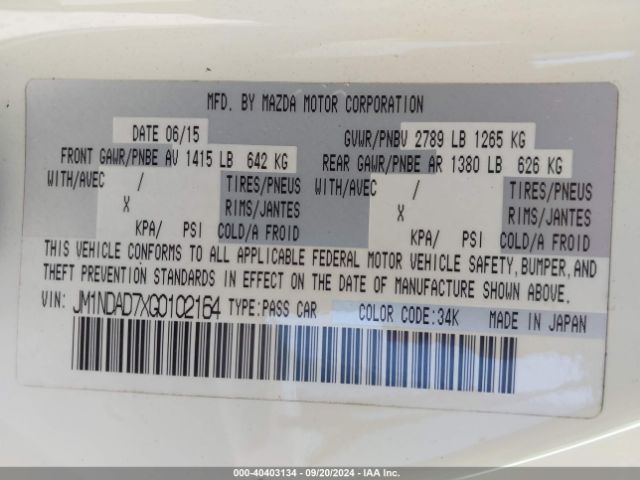 MFD. BY MAZDA MOTOR CORPORATION
DATE 06/15 GVWR/PNBV 2789 LB 1265 KG
FRONT GAWR/PNBE AV 1415 LB 642 KG REAR GAWR/PNBE AR 1380 LB 626 KG
WITH/AVEC / TIRES/PNEUS WITH/AVEC / TIRES/PNEUS
X RIMS/JANTES X RIMS/JANTES
KPA/ PSI COLD/A FROID KPA/ PSI COLD/A FROID
THIS VEHICLE CONFORMS TO ALL APPLICABLE FEDERAL MOTOR VEHICLE SAFETY, BUMPER, AND
THEFT PREVENTION STANDARDS IN EFFECT ON THE DATE OF MANUFACTURE SHOWN ABOVE.
VIN: JM1NDAD7XG0102164 TYPE:PASS CAR COLOR CODE:34K MADE IN JAPAN
000-40403134 - 09/20/2024 - IAAI.com